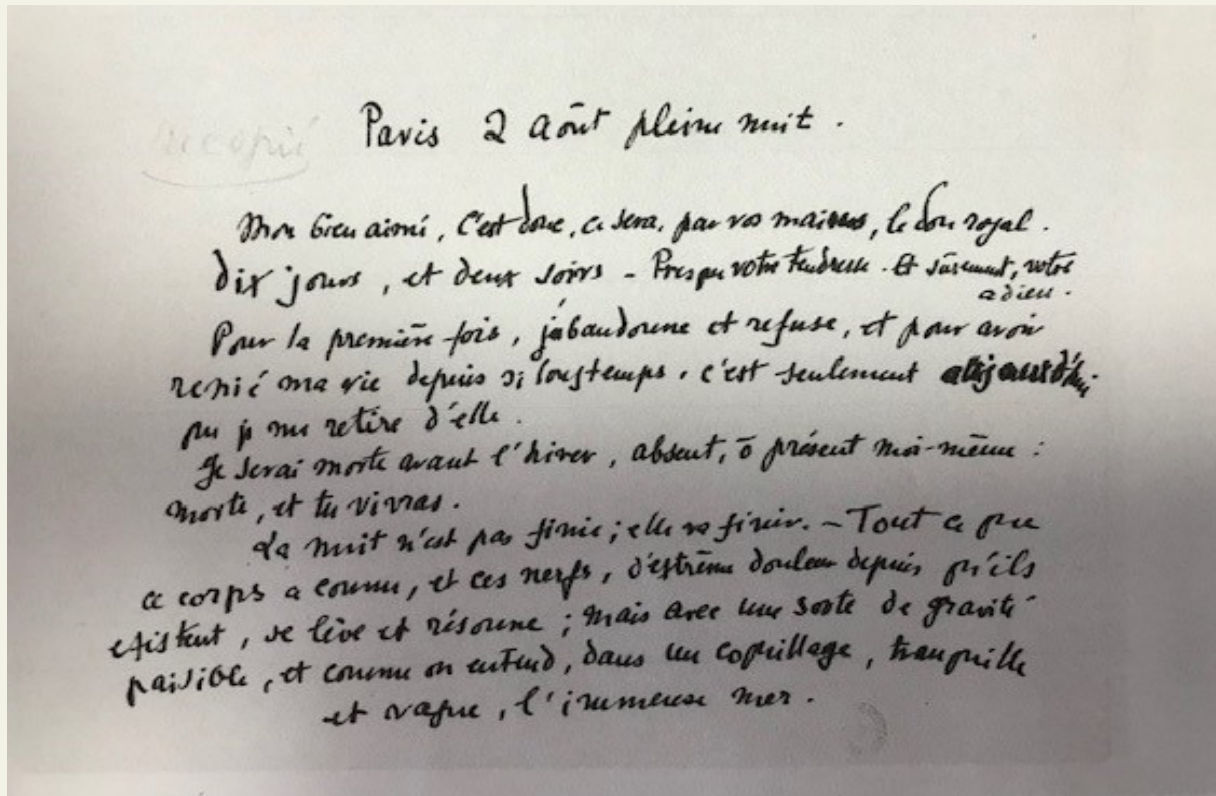 recopié
Paris 2 août pleine nuit.
Mon bien aimé, c'est donc, ce sera, par vos mains, le don royal.
dix jours, et deux soirs – Presque votre tendresse. Et sûrement, votre
adieu.
Pour la première fois, j'abandonne et refuse, et pour avoir
renié ma vie depuis si longtemps, c'est seulement aujourd'hui
que je me retire d'elle.
Je serai morte avant l'hiver, absent, ô présent moi-même :
morte, et tu vivras.
La nuit n'est pas finie ; elle va finir. – Tout ce que
ce corps a connu, et ces nerfs, d'extrême douleur depuis qu'ils
existent, se lève et résonne ; mais avec une sorte de gravité
paisible, et comme on entend, dans un coquillage, tranquille
et vague, l'immense mer.